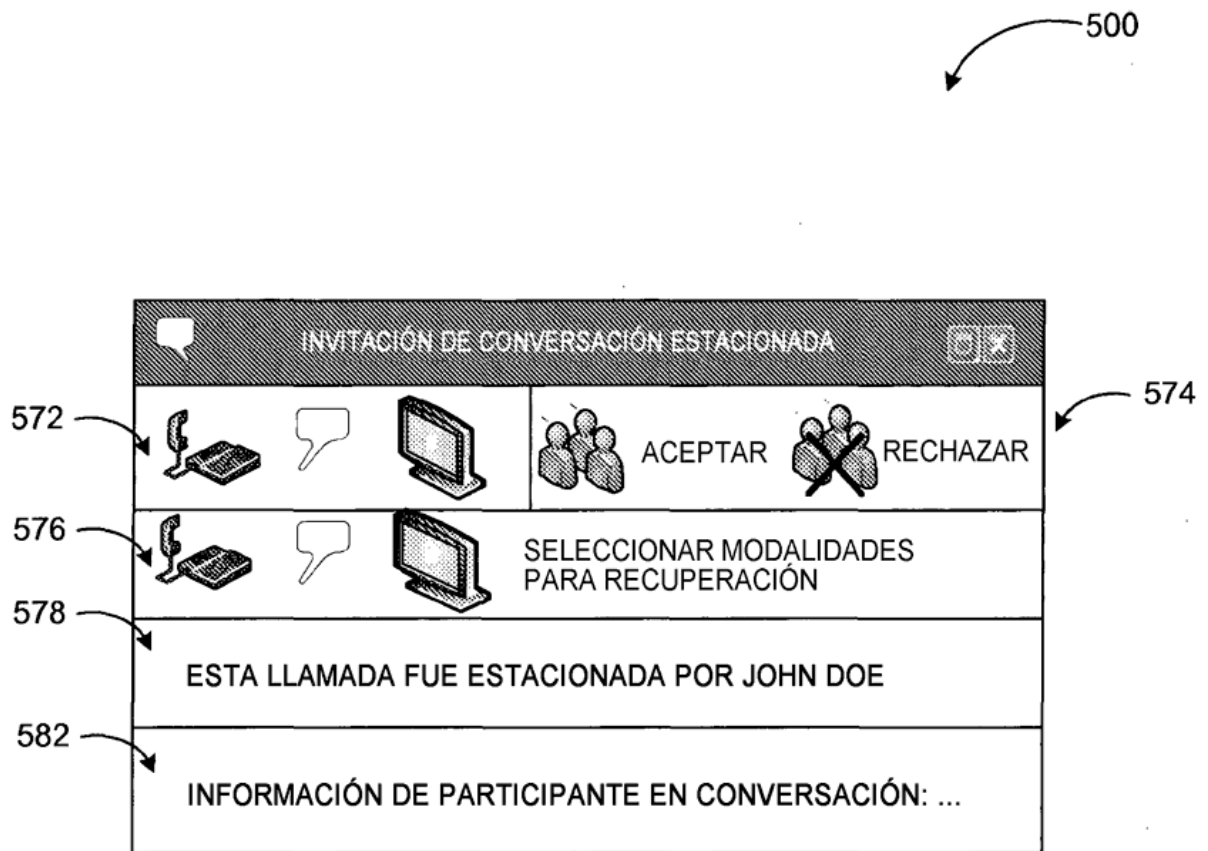 500
INVITACIÓN DE CONVERSACIÓN ESTACIONADA
572
574
ACEPTAR
RECHAZAR
576
SELECCIONAR MODALIDADES
PARA RECUPERACIÓN
578
ESTA LLAMADA FUE ESTACIONADA POR JOHN DOE
582
INFORMACIÓN DE PARTICIPANTE EN CONVERSACIÓN: ...